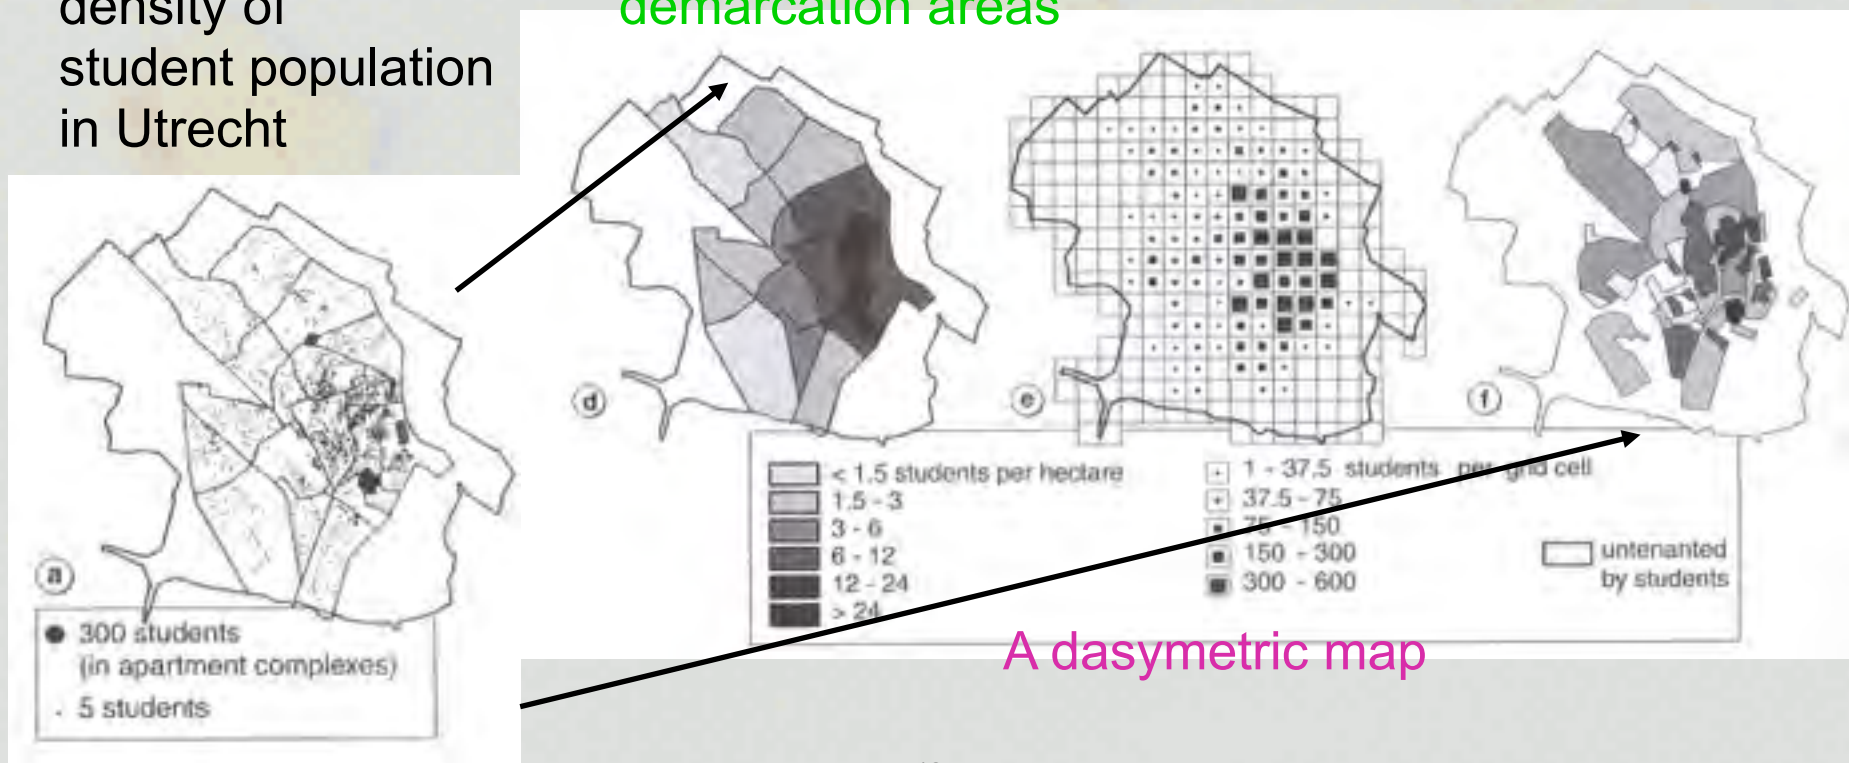 density of
student population
in Utrecht
demarcation areas
a
300 students
(in apartment complexes)
5 students
d
e
f
< 1.5 students per hectare
1.5 - 3
3 - 6
6 - 12
12 - 24
> 24
1 - 37.5 students per grid cell
37.5 - 75
75 - 150
150 - 300
300 - 600
untenanted
by students
A dasymetric map